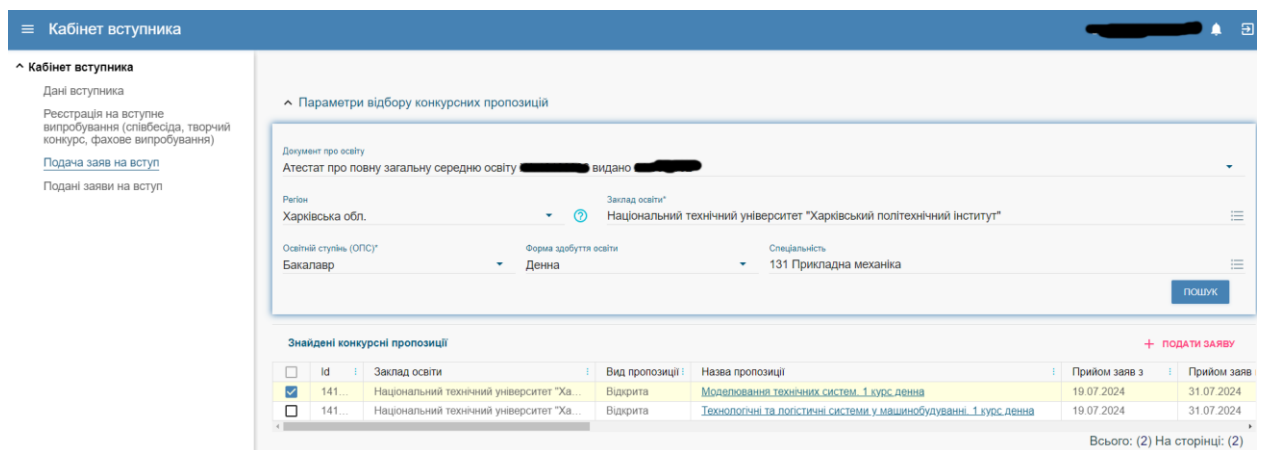 Кабінет вступника
Кабінет вступника
Дані вступника
Реєстрація на вступне
випробування (співбесіда, творчий
конкурс, фахове випробування)
Подача заяв на вступ
Подані заяви на вступ
Параметри відбору конкурсних пропозицій
Документ про освіту
Атестат про повну загальну середню освіту видано
Регіон Заклад освіти*
Харківська обл. Національний технічний університет "Харківський політехнічний інститут"
Освітній ступінь (ОПС)* Форма здобуття освіти Спеціальність
Бакалавр Денна 131 Прикладна механіка
ПОШУК
Знайдені конкурсні пропозиції + ПОДАТИ ЗАЯВУ
Id Заклад освіти Вид пропозиції Назва пропозиції Прийом заяв з Прийом заяв
141... Національний технічний університет "Ха... Відкрита Моделювання технічних систем. 1 курс денна 19.07.2024 31.07.2024
141... Національний технічний університет "Ха... Відкрита Технологічні та логістичні системи у машинобудуванні. 1 курс денна 19.07.2024 31.07.2024
Всього: (2) На сторінці: (2)